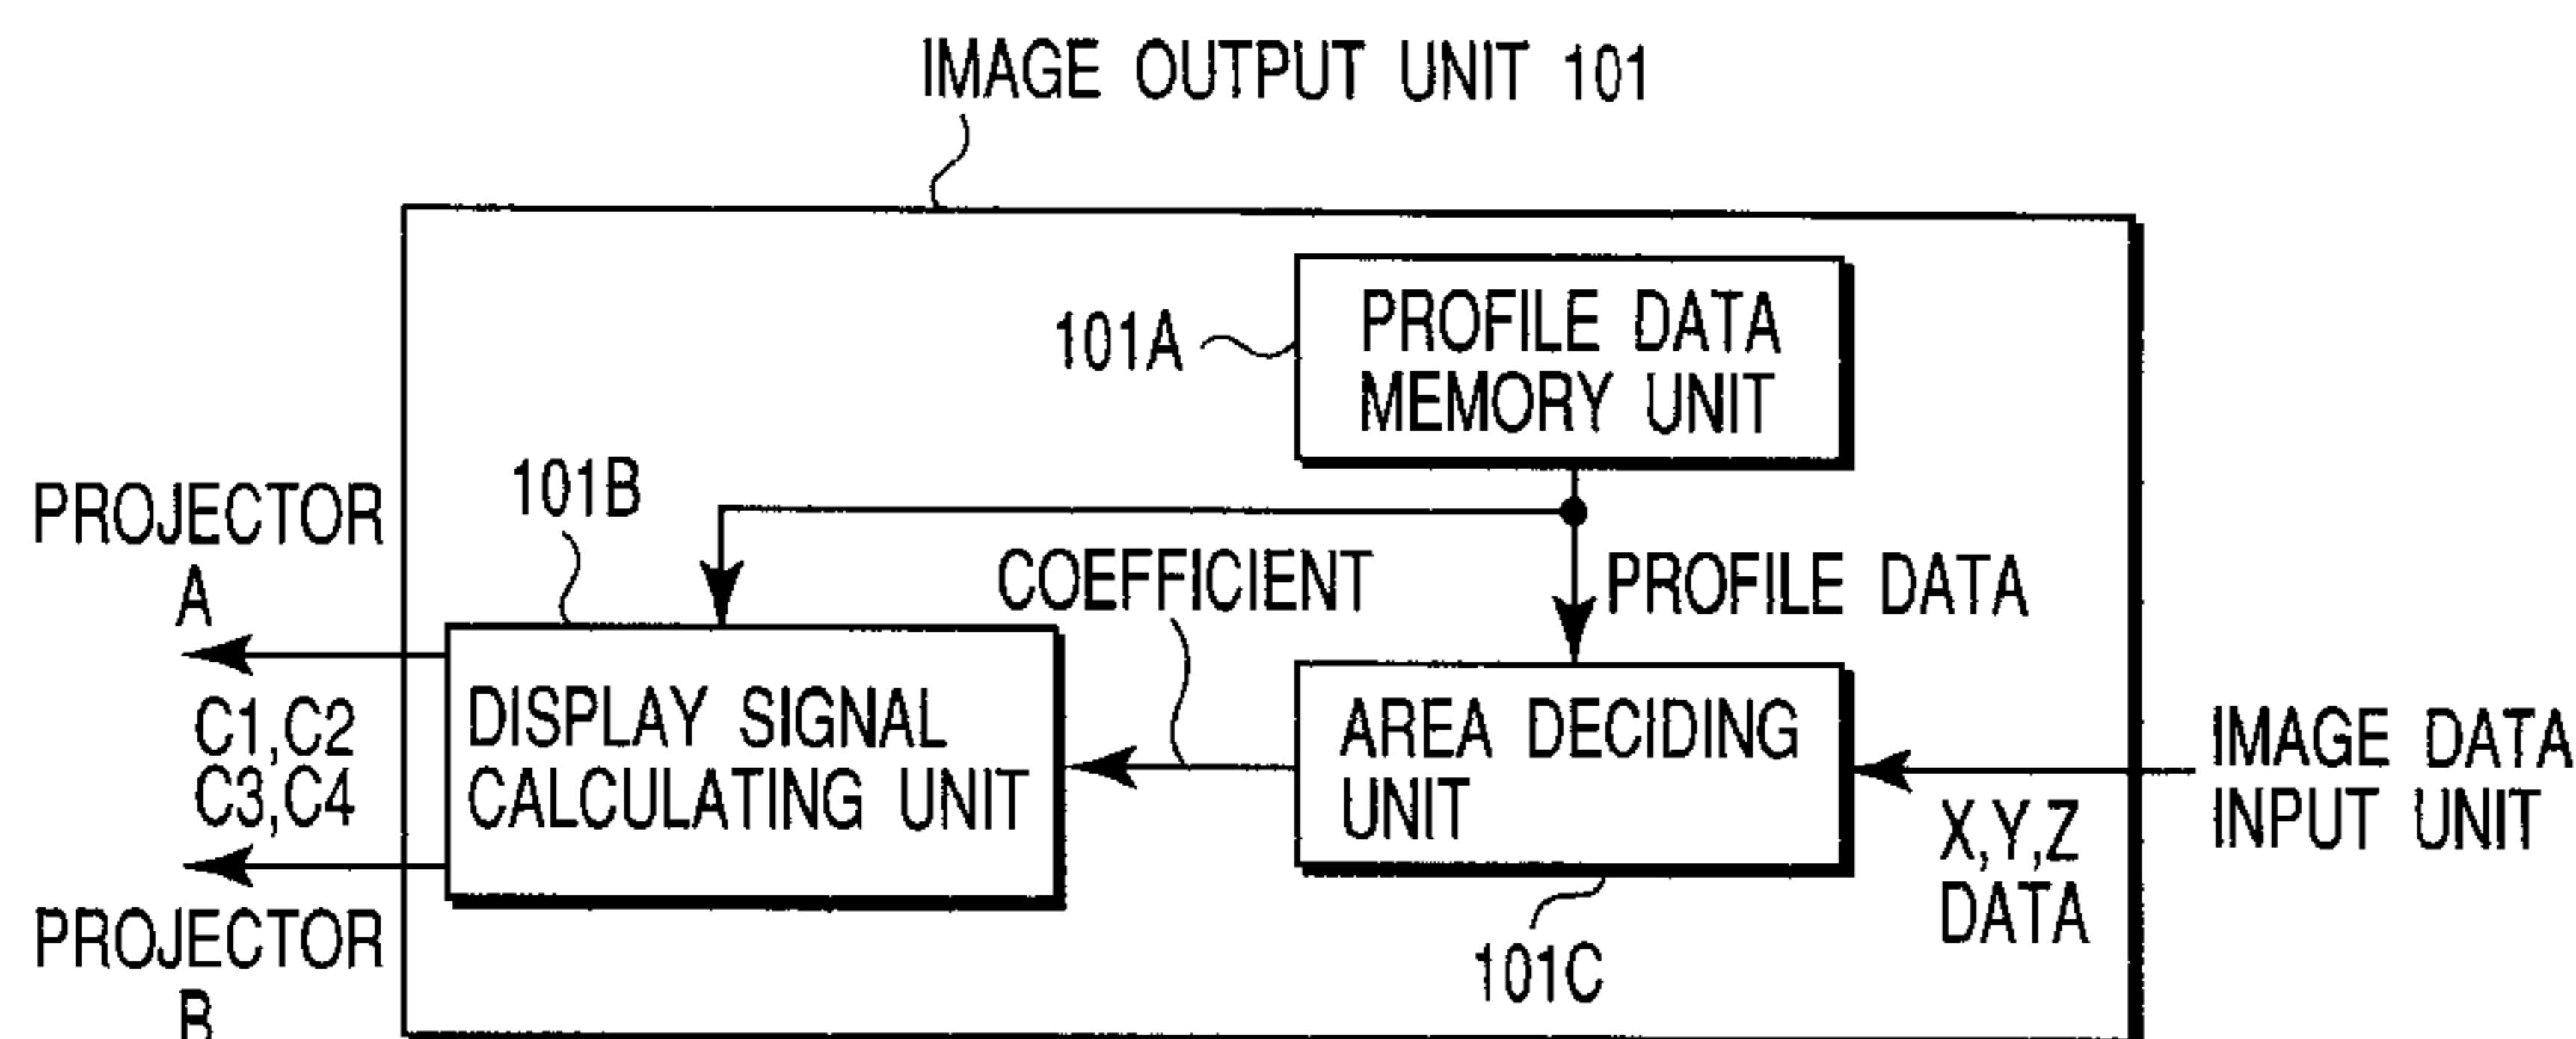 IMAGE OUTPUT UNIT 101
101A
PROFILE DATA
MEMORY UNIT
101B
PROJECTOR
A
COEFFICIENT
PROFILE DATA
C1,C2
C3,C4
DISPLAY SIGNAL
CALCULATING UNIT
AREA DECIDING
UNIT
IMAGE DATA
INPUT UNIT
X,Y,Z
DATA
PROJECTOR
B
101C